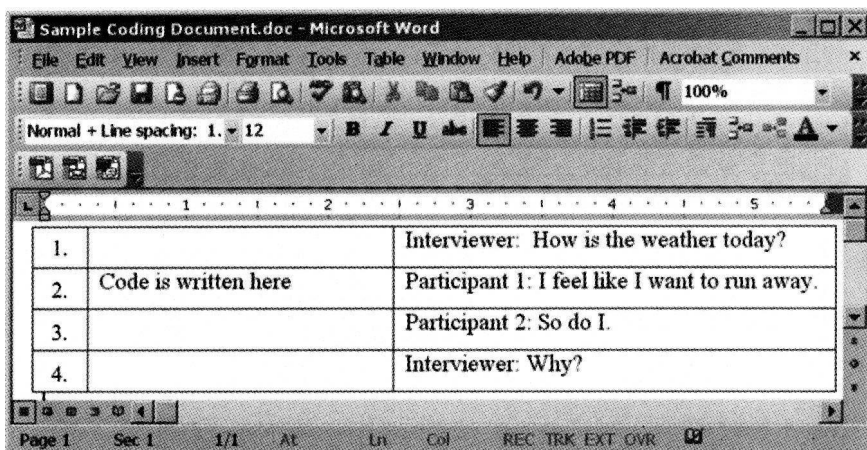 Sample Coding Document.doc - Microsoft Word
File Edit View Insert Format Tools Table Window Help Adobe PDF Acrobat Comments
100%
Normal + Line spacing: 1. 12 B I U abc A
L 1 2 3 4 5
1. Interviewer: How is the weather today?
2. Code is written here Participant 1: I feel like I want to run away.
3. Participant 2: So do I.
4. Interviewer: Why?
Page 1 Sec 1 1/1 At Ln Col REC TRK EXT OVR